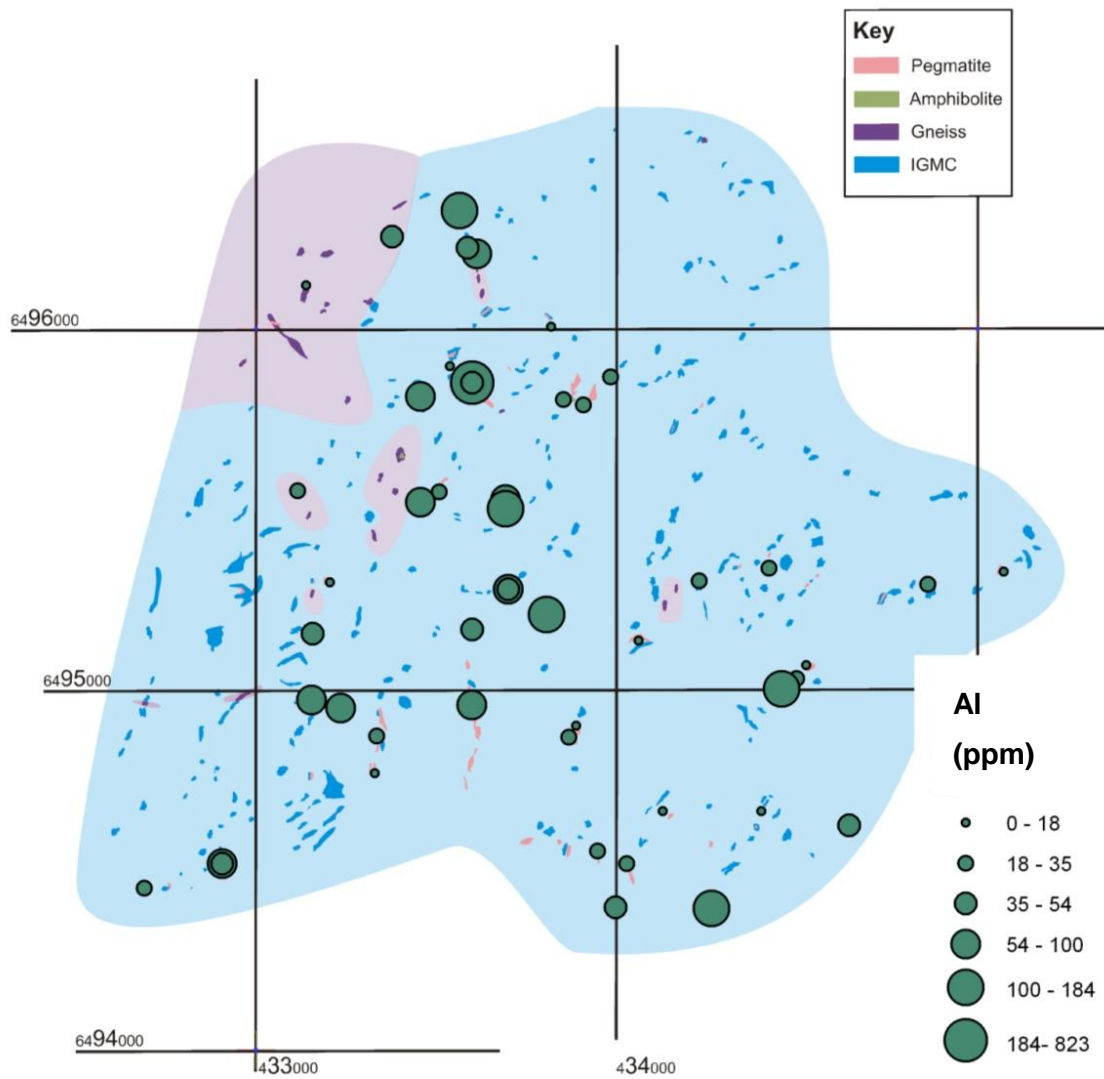 Key
Pegmatite
Amphibolite
Gneiss
IGMC
6496000
6495000
Al
(ppm)
0 - 18
18 - 35
35 - 54
54 - 100
100 - 184
184- 823
6494000
433000
434000